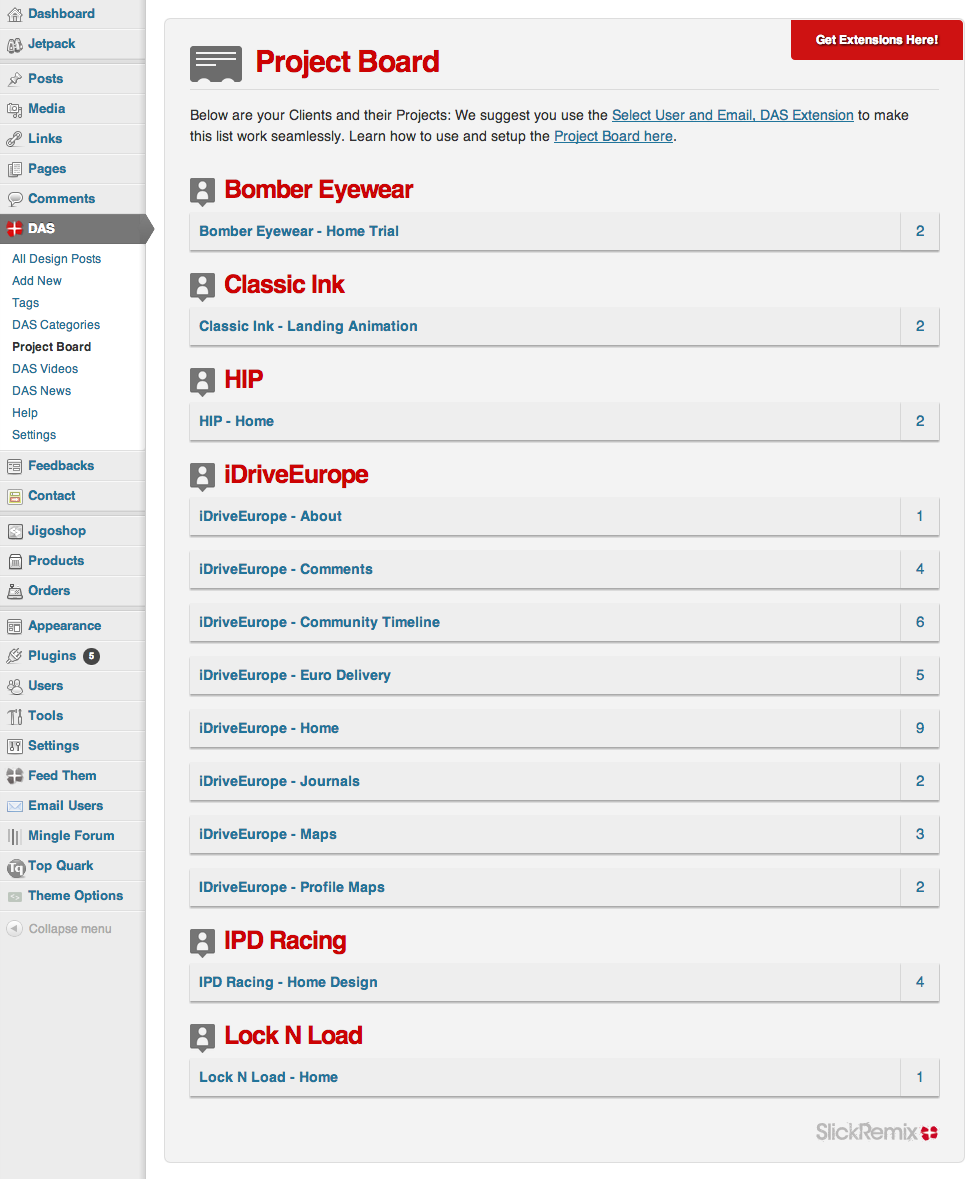 Dashboard
Jetpack
Posts
Media
Links
Pages
Comments
DAS
All Design Posts
Add New
Tags
DAS Categories
Project Board
DAS Videos
DAS News
Help
Settings
Feedbacks
Contact
Jigoshop
Products
Orders
Appearance
Plugins 5
Users
Tools
Settings
Feed Them
Email Users
Mingle Forum
Tq Top Quark
Theme Options
Collapse menu
Get Extensions Here!
Project Board
Below are your Clients and their Projects: We suggest you use the Select User and Email, DAS Extension to make
this list work seamlessly. Learn how to use and setup the Project Board here.
Bomber Eyewear
Bomber Eyewear - Home Trial 2
Classic Ink
Classic Ink - Landing Animation 2
HIP
HIP - Home 2
iDriveEurope
iDriveEurope - About 1
iDriveEurope - Comments 4
iDriveEurope - Community Timeline 6
iDriveEurope - Euro Delivery 5
iDriveEurope - Home 9
iDriveEurope - Journals 2
iDriveEurope - Maps 3
IDriveEurope - Profile Maps 2
IPD Racing
IPD Racing - Home Design 4
Lock N Load
Lock N Load - Home 1
SlickRemix